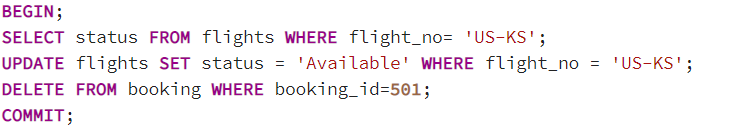 BEGIN;
SELECT status FROM flights WHERE flight_no= 'US-KS';
UPDATE flights SET status = 'Available' WHERE flight_no = 'US-KS';
DELETE FROM booking WHERE booking_id=501;
COMMIT;